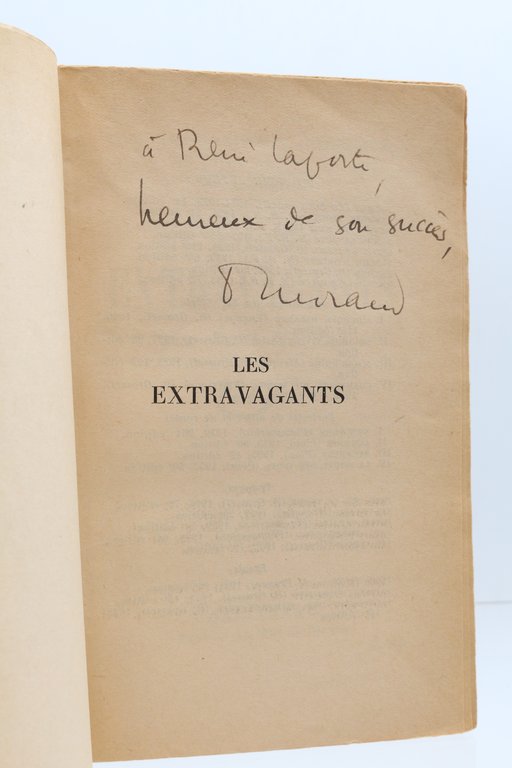 à René Laporte,
heureux de son succès,
P Morand
LES
EXTRAVAGANTS